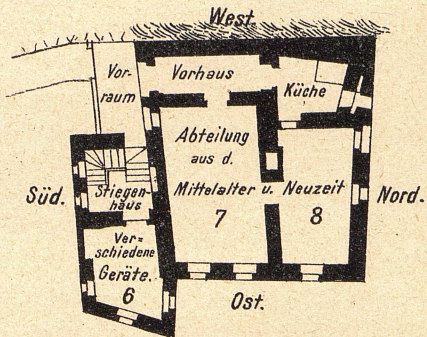 West.
Vor-
raum
Vorhaus
Küche
Abteilung
aus d.
Mittelalter u. Neuzeit
7
8
Süd.
Stiegen-
haus
Nord.
Ver=
schiedene
Geräte.
6
Ost.